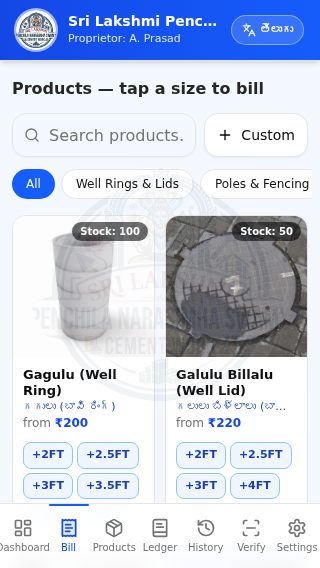 Sri Lakshmi Penc...
Proprietor: A. Prasad
తెలుగు
Products — tap a size to bill
Search products.
Custom
All
Well Rings & Lids
Poles & Fencing
Stock: 100
Stock: 50
Gagulu (Well Ring)
గగులు (బావి రింగ్)
from ₹200
+2FT
+2.5FT
+3FT
+3.5FT
Galulu Billalu (Well Lid)
గలులు బిళ్లాలు (బా...
from ₹220
+2FT
+2.5FT
+3FT
+4FT
Dashboard
Bill
Products
Ledger
History
Verify
Settings